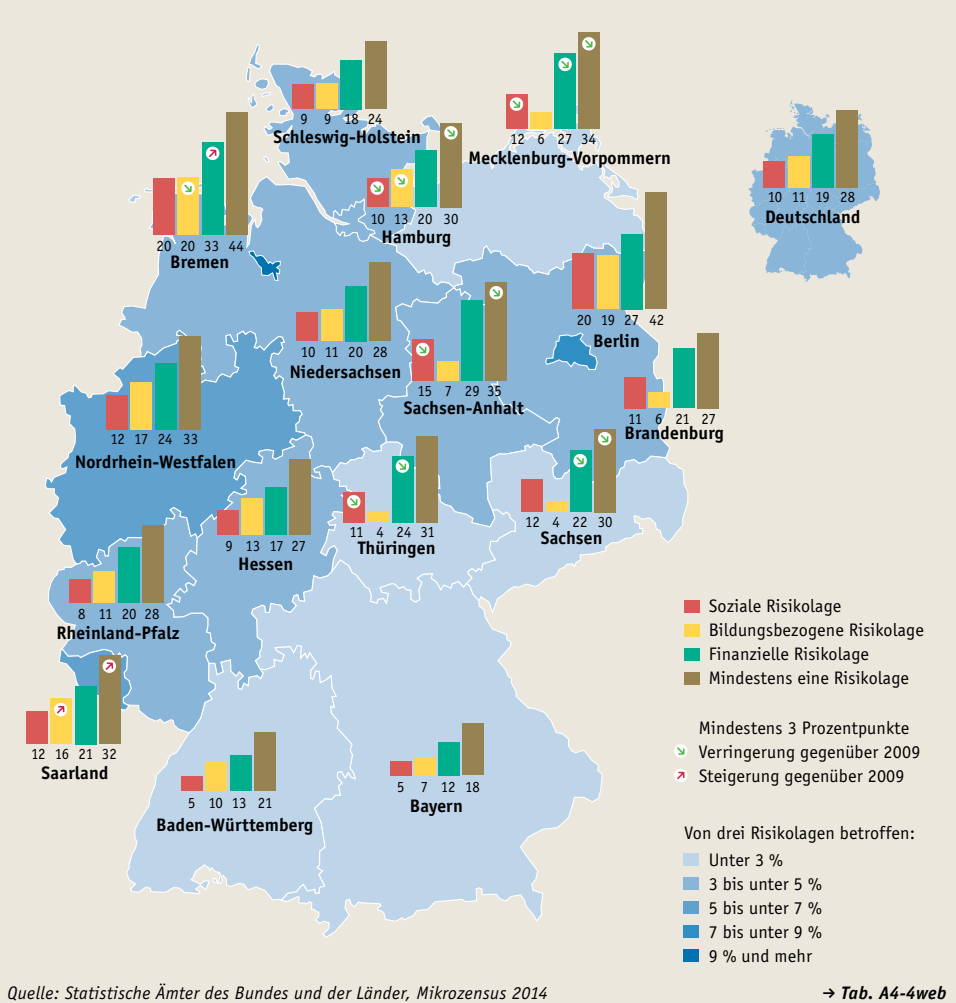 9 9 18 24
Schleswig-Holstein
12 6 27 34
Mecklenburg-Vorpommern
10 11 19 28
Deutschland
10 13 20 30
Hamburg
20 20 33 44
Bremen
20 19 27 42
Berlin
10 11 20 28
Niedersachsen
15 7 29 35
Sachsen-Anhalt
11 6 21 27
Brandenburg
12 17 24 33
Nordrhein-Westfalen
12 4 22 30
Sachsen
11 4 24 31
Thüringen
9 13 17 27
Hessen
8 11 20 28
Rheinland-Pfalz
12 16 21 32
Saarland
5 10 13 21
Baden-Württemberg
5 7 12 18
Bayern
Soziale Risikolage
Bildungsbezogene Risikolage
Finanzielle Risikolage
Mindestens eine Risikolage
Mindestens 3 Prozentpunkte
Verringerung gegenüber 2009
Steigerung gegenüber 2009
Von drei Risikolagen betroffen:
Unter 3 %
3 bis unter 5 %
5 bis unter 7 %
7 bis unter 9 %
9 % und mehr
Quelle: Statistische Ämter des Bundes und der Länder, Mikrozensus 2014
→ Tab. A4-4web